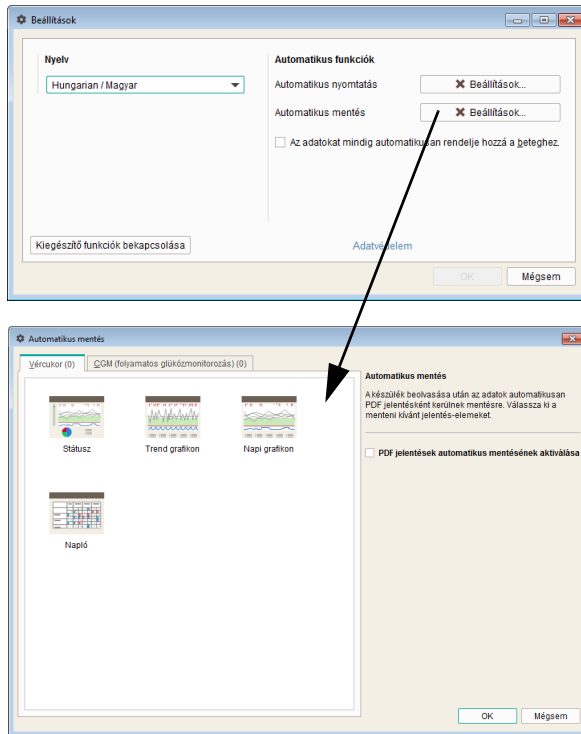 Beállítások
Nyelv
Hungarian / Magyar
Automatikus funkciók
Automatikus nyomtatás
Beállítások...
Automatikus mentés
Beállítások...
Az adatokat mindig automatikusan rendelje hozzá a beteghez.
Kiegészítő funkciók bekapcsolása
Adatvédelem
OK
Mégsem
Automatikus mentés
Vércukor (0)
CGM (folyamatos glükózmonitorozás) (0)
Státusz
Trend grafikon
Napi grafikon
Napló
Automatikus mentés
A készülék beolvasása után az adatok automatikusan
PDF jelentésként kerülnek mentésre. Válassza ki a
menteni kívánt jelentés-elemeket.
PDF jelentések automatikus mentésének aktiválása
OK
Mégsem